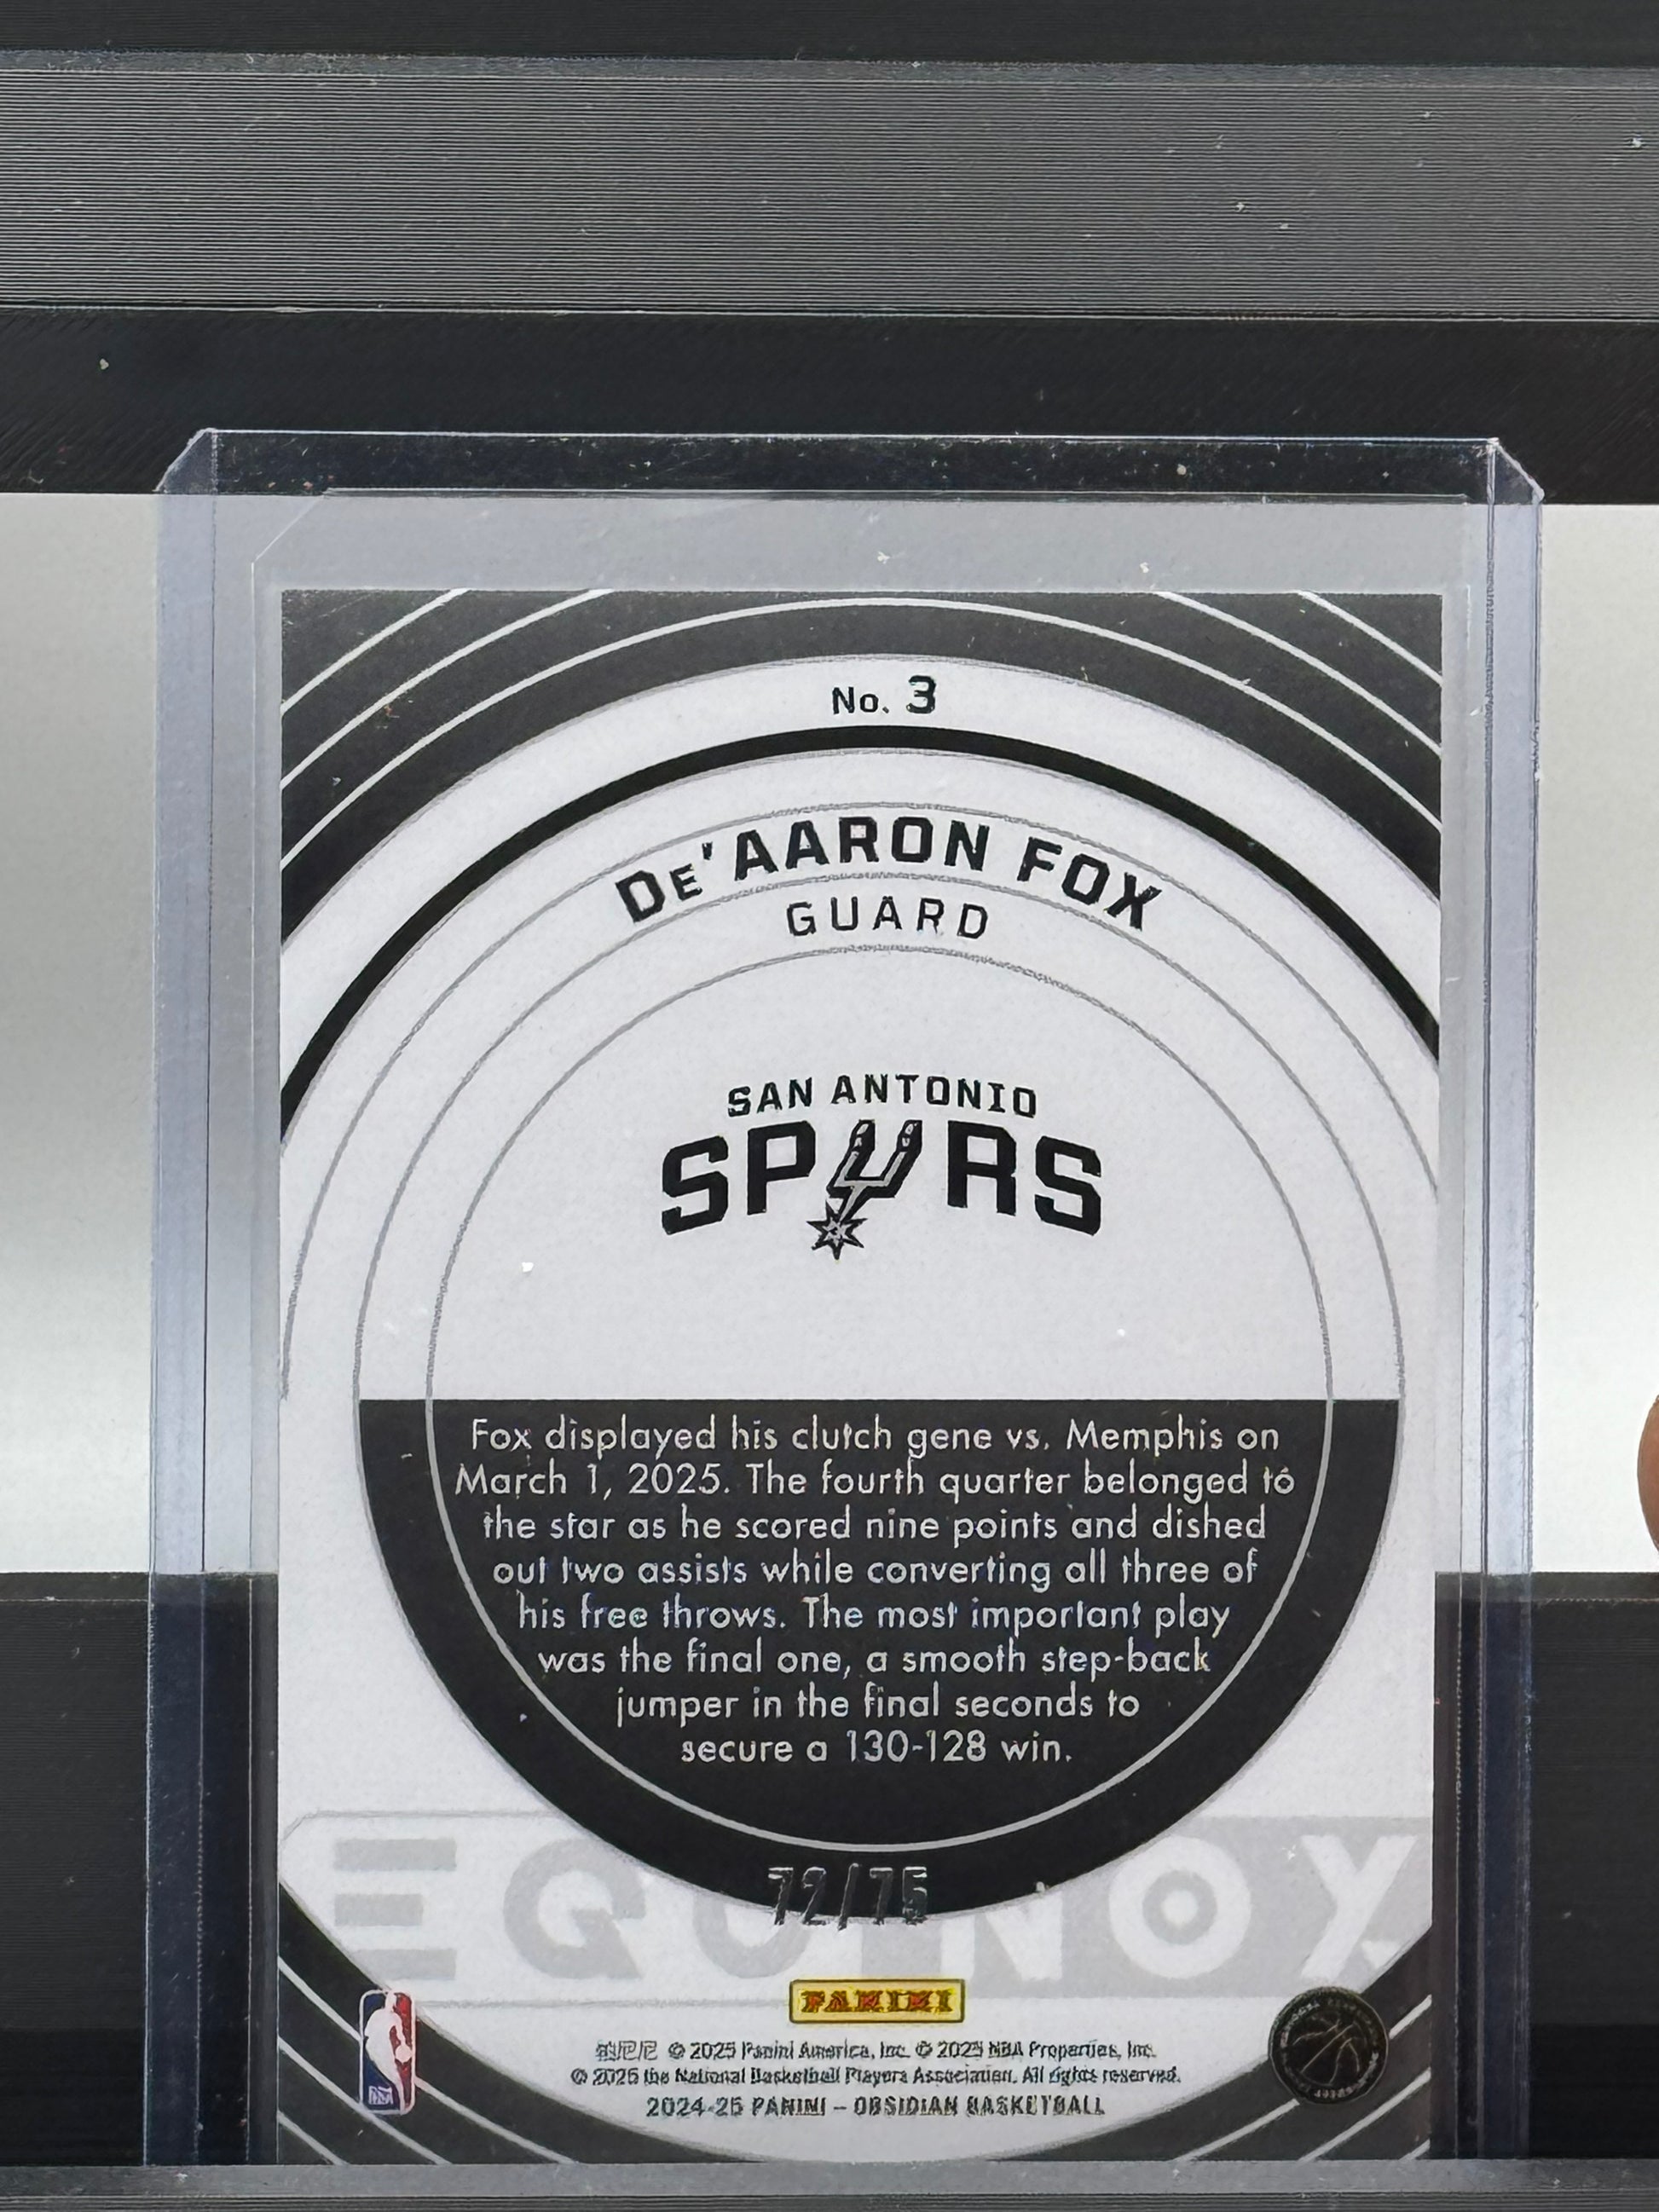 No. 3
DE'AARON FOX
GUARD
SAN ANTONIO
SPURS
Fox displayed his clutch gene vs. Memphis on
March 1, 2025. The fourth quarter belonged to
the star as he scored nine points and dished
out two assists while converting all three of
his free throws. The most important play
was the final one, a smooth step-back
jumper in the final seconds to
secure a 130-128 win.
EQUINOX
72/75
PANINI
© 2025 Panini America, Inc. © 2025 NBA Properties, Inc.
© 2025 the National Basketball Players Association. All rights reserved.
2024-25 PANINI – OBSIDIAN BASKETBALL